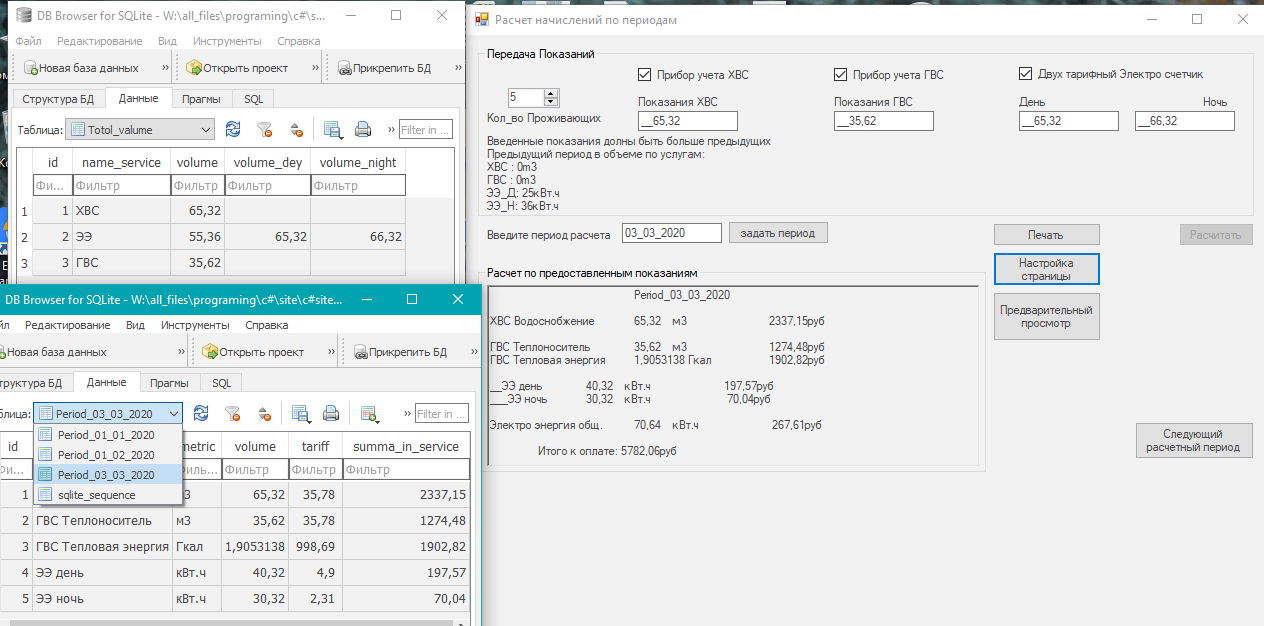 DB Browser for SQLite - W:\all_files\programing\c#\s...
Файл Редактирование Вид Инструменты Справка
Новая база данных » Открыть проект » Прикрепить БД »
Структура БД Данные Прагмы SQL
Таблица: Totol_valume » Filter in ...
id name_service volume volume_dey volume_night
Фи... Фильтр Фильтр Фильтр Фильтр
1 1 ХВС 65,32
2 2 ЭЭ 55,36 65,32 66,32
3 3 ГВС 35,62
DB Browser for SQLite - W:\all_files\programing\c#\site\c#site...
йл Редактирование Вид Инструменты Справка
Новая база данных » Открыть проект » Прикрепить БД »
руктура БД Данные Прагмы SQL
блица: Period_03_03_2020 » Filter in ...
Period_01_01_2020
Period_01_02_2020
Period_03_03_2020
sqlite_sequence
id metric volume tariff summa_in_service
Фи... иль... Фильтр Фильтр Фильтр
1 3 65,32 35,78 2337,15
2 ГВС Теплоноситель м3 35,62 35,78 1274,48
3 ГВС Тепловая энергия Гкал 1,9053138 998,69 1902,82
4 ЭЭ день кВт.ч 40,32 4,9 197,57
5 ЭЭ ночь кВт.ч 30,32 2,31 70,04
Расчет начислений по периодам
Передача Показаний
Прибор учета ХВС Прибор учета ГВС Двух тарифный Электро счетчик
5 Показания ХВС Показания ГВС День Ночь
Кол_во Проживающих __65,32 __35,62 __65,32 __66,32
Введенные показания долны быть больше предыдущих
Предыдущий период в объеме по услугам:
ХВС : 0m3
ГВС : 0m3
ЭЭ_Д: 25кВт.ч
ЭЭ_Н: 36кВт.ч
Введите период расчета 03_03_2020 задать период Печать Расчитать
Настройка страницы
Предварительный просмотр
Расчет по предоставленным показаниям
Period_03_03_2020
ХВС Водоснобжение 65,32 м3 2337,15руб
ГВС Теплоноситель 35,62 м3 1274,48руб
ГВС Тепловая энергия 1,9053138 Гкал 1902,82руб
__ЭЭ день 40,32 кВт.ч 197,57руб
___ЭЭ ночь 30,32 кВт.ч 70,04руб
Электро энергия общ. 70,64 кВт.ч 267,61руб
Итого к оплате: 5782,06руб
Следующий расчетный период